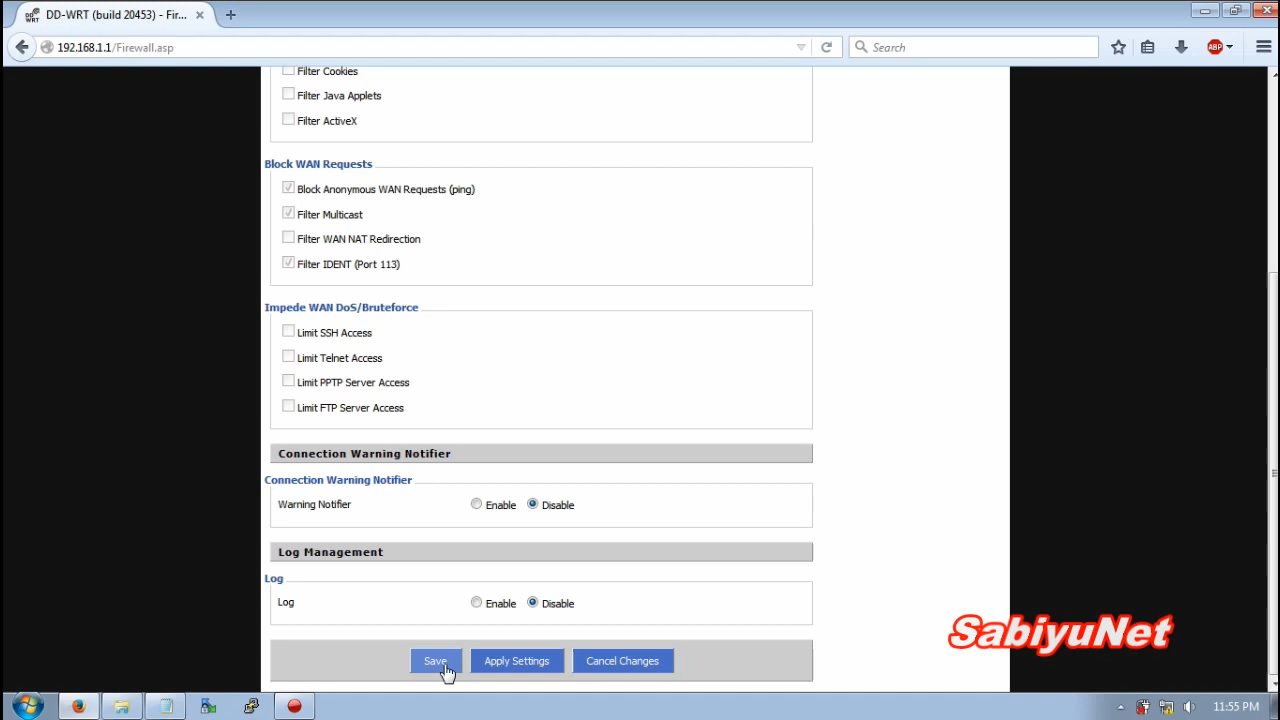 DD-WRT (build 20453) - Fir...
192.168.1.1/Firewall.asp
Search
ABP
Filter Cookies
Filter Java Applets
Filter ActiveX
Block WAN Requests
Block Anonymous WAN Requests (ping)
Filter Multicast
Filter WAN NAT Redirection
Filter IDENT (Port 113)
Impede WAN DoS/Bruteforce
Limit SSH Access
Limit Telnet Access
Limit PPTP Server Access
Limit FTP Server Access
Connection Warning Notifier
Connection Warning Notifier
Warning Notifier Enable Disable
Log Management
Log
Log Enable Disable
SabiyuNet
Save Apply Settings Cancel Changes
11:55 PM